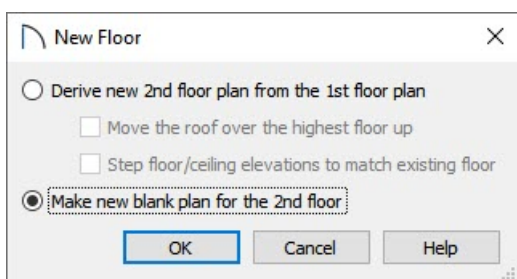 New Floor
Derive new 2nd floor plan from the 1st floor plan
Move the roof over the highest floor up
Step floor/ceiling elevations to match existing floor
Make new blank plan for the 2nd floor
OK Cancel Help